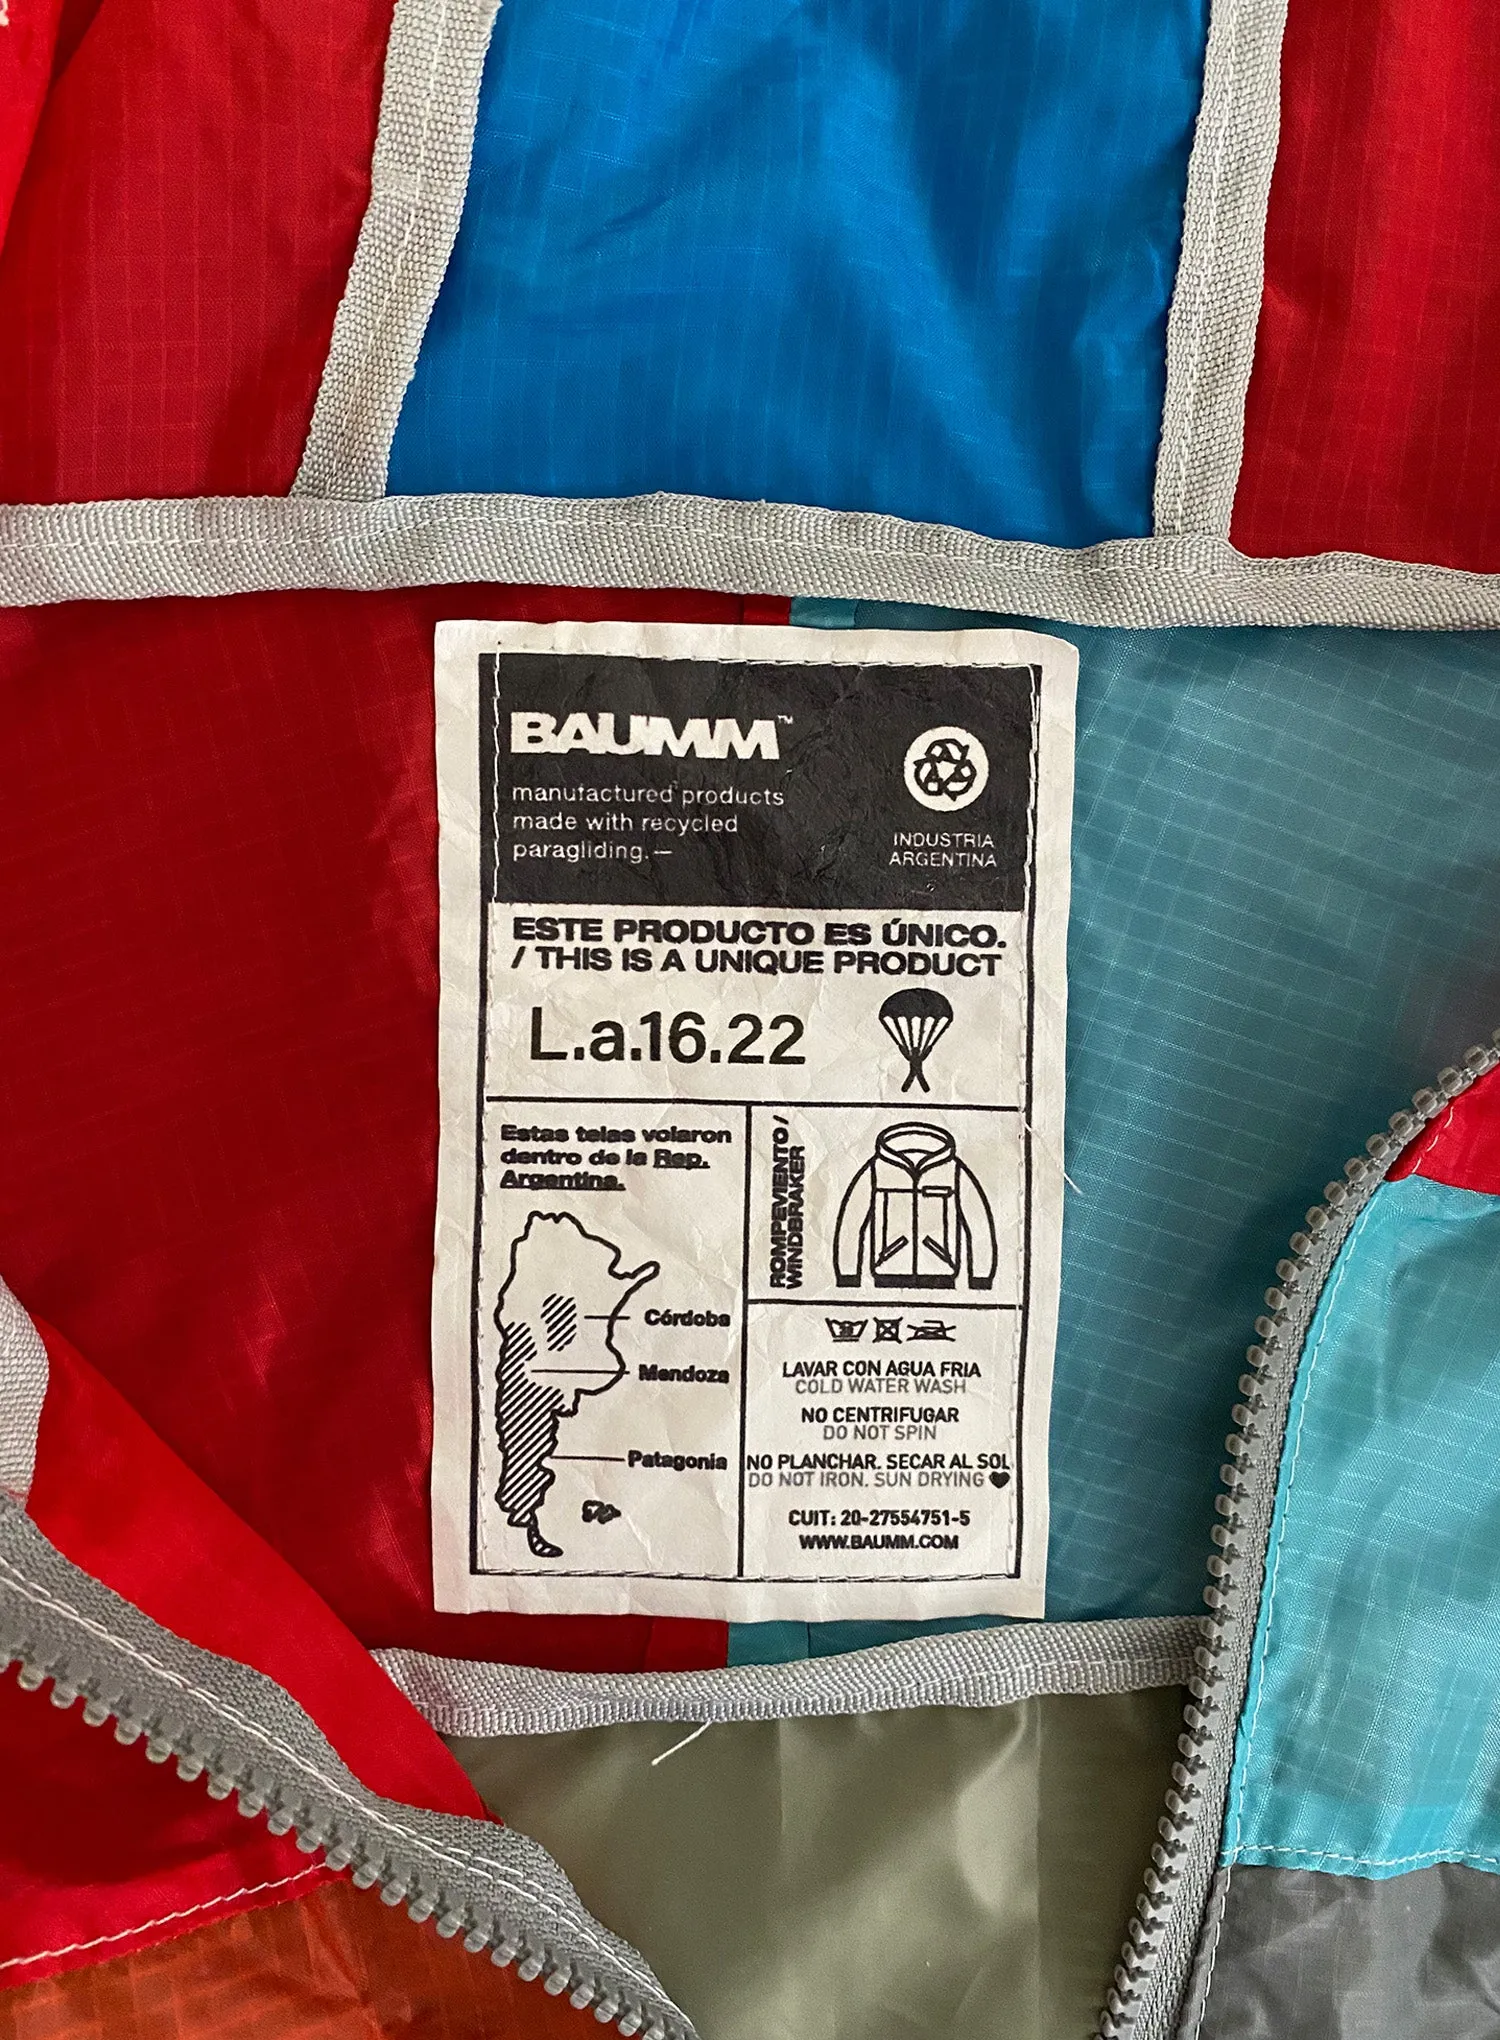 BAUMM™
manufactured products
made with recycled
paragliding.—
INDUSTRIA
ARGENTINA
ESTE PRODUCTO ES ÚNICO.
/ THIS IS A UNIQUE PRODUCT
L.a.16.22
Estas telas volaron
dentro de la Rep.
Argentina.
Córdoba
Mendoza
Patagonia
ROMPEVIENTO /
WINDBRAKER
LAVAR CON AGUA FRIA
COLD WATER WASH
NO CENTRIFUGAR
DO NOT SPIN
NO PLANCHAR. SECAR AL SOL
DO NOT IRON. SUN DRYING
CUIT: 20-27554751-5
WWW.BAUMM.COM